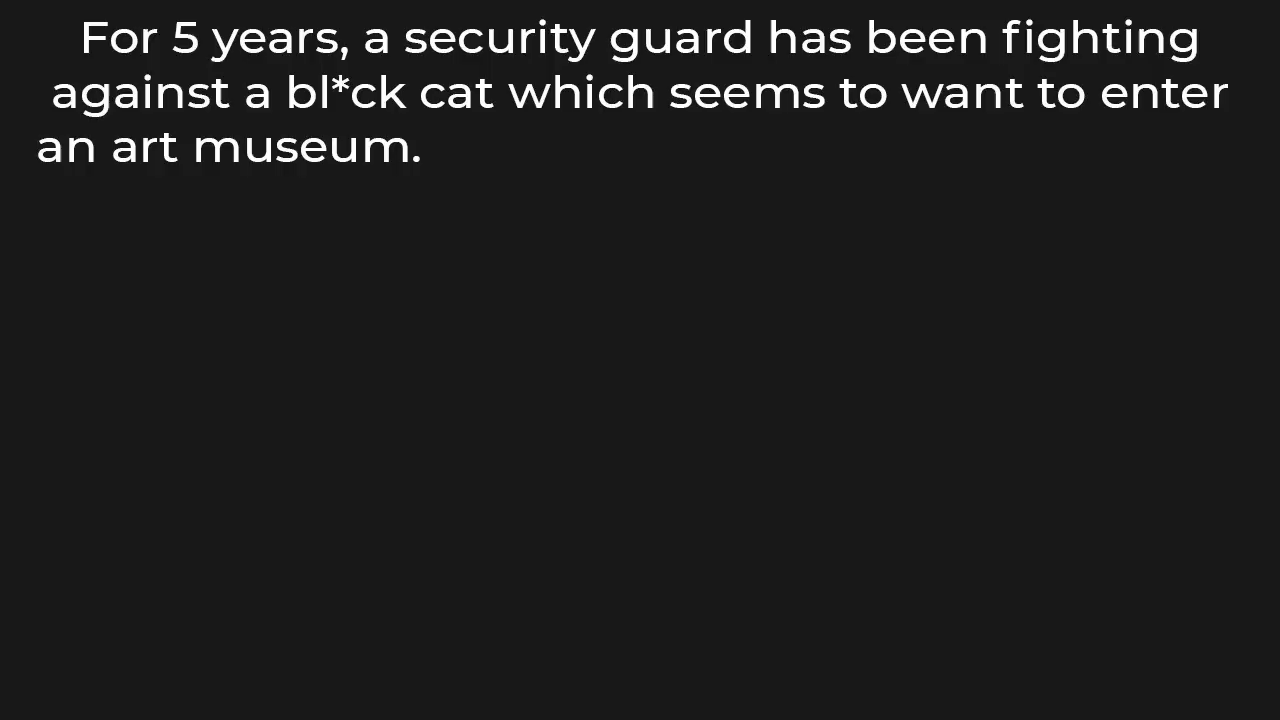 For 5 years, a security guard has been fighting
against a bl*ck cat which seems to want to enter
an art museum.